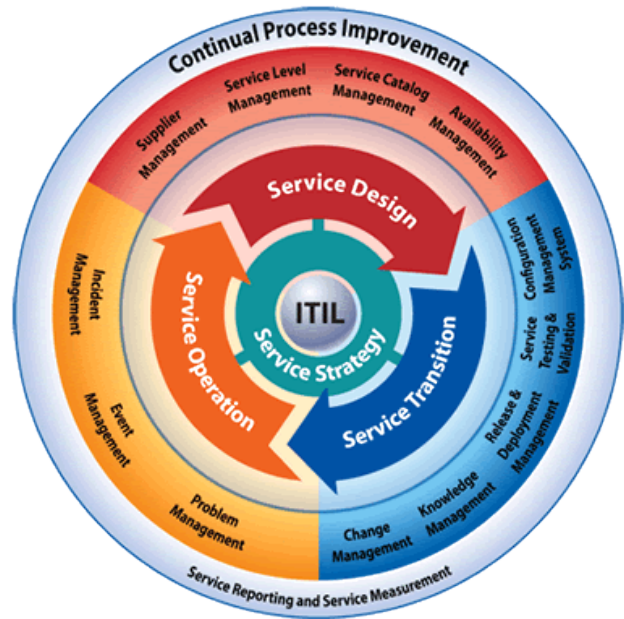 Continual Process Improvement
Supplier
Management
Service Level
Management
Service Catalog
Management
Availability
Management
Configuration
Management
System
Service
Testing &
Validation
Release &
Deployment
Management
Knowledge
Management
Change
Management
Problem
Management
Event
Management
Incident
Management
Service Design
Service Transition
Service Operation
Service Strategy
ITIL
Service Reporting and Service Measurement